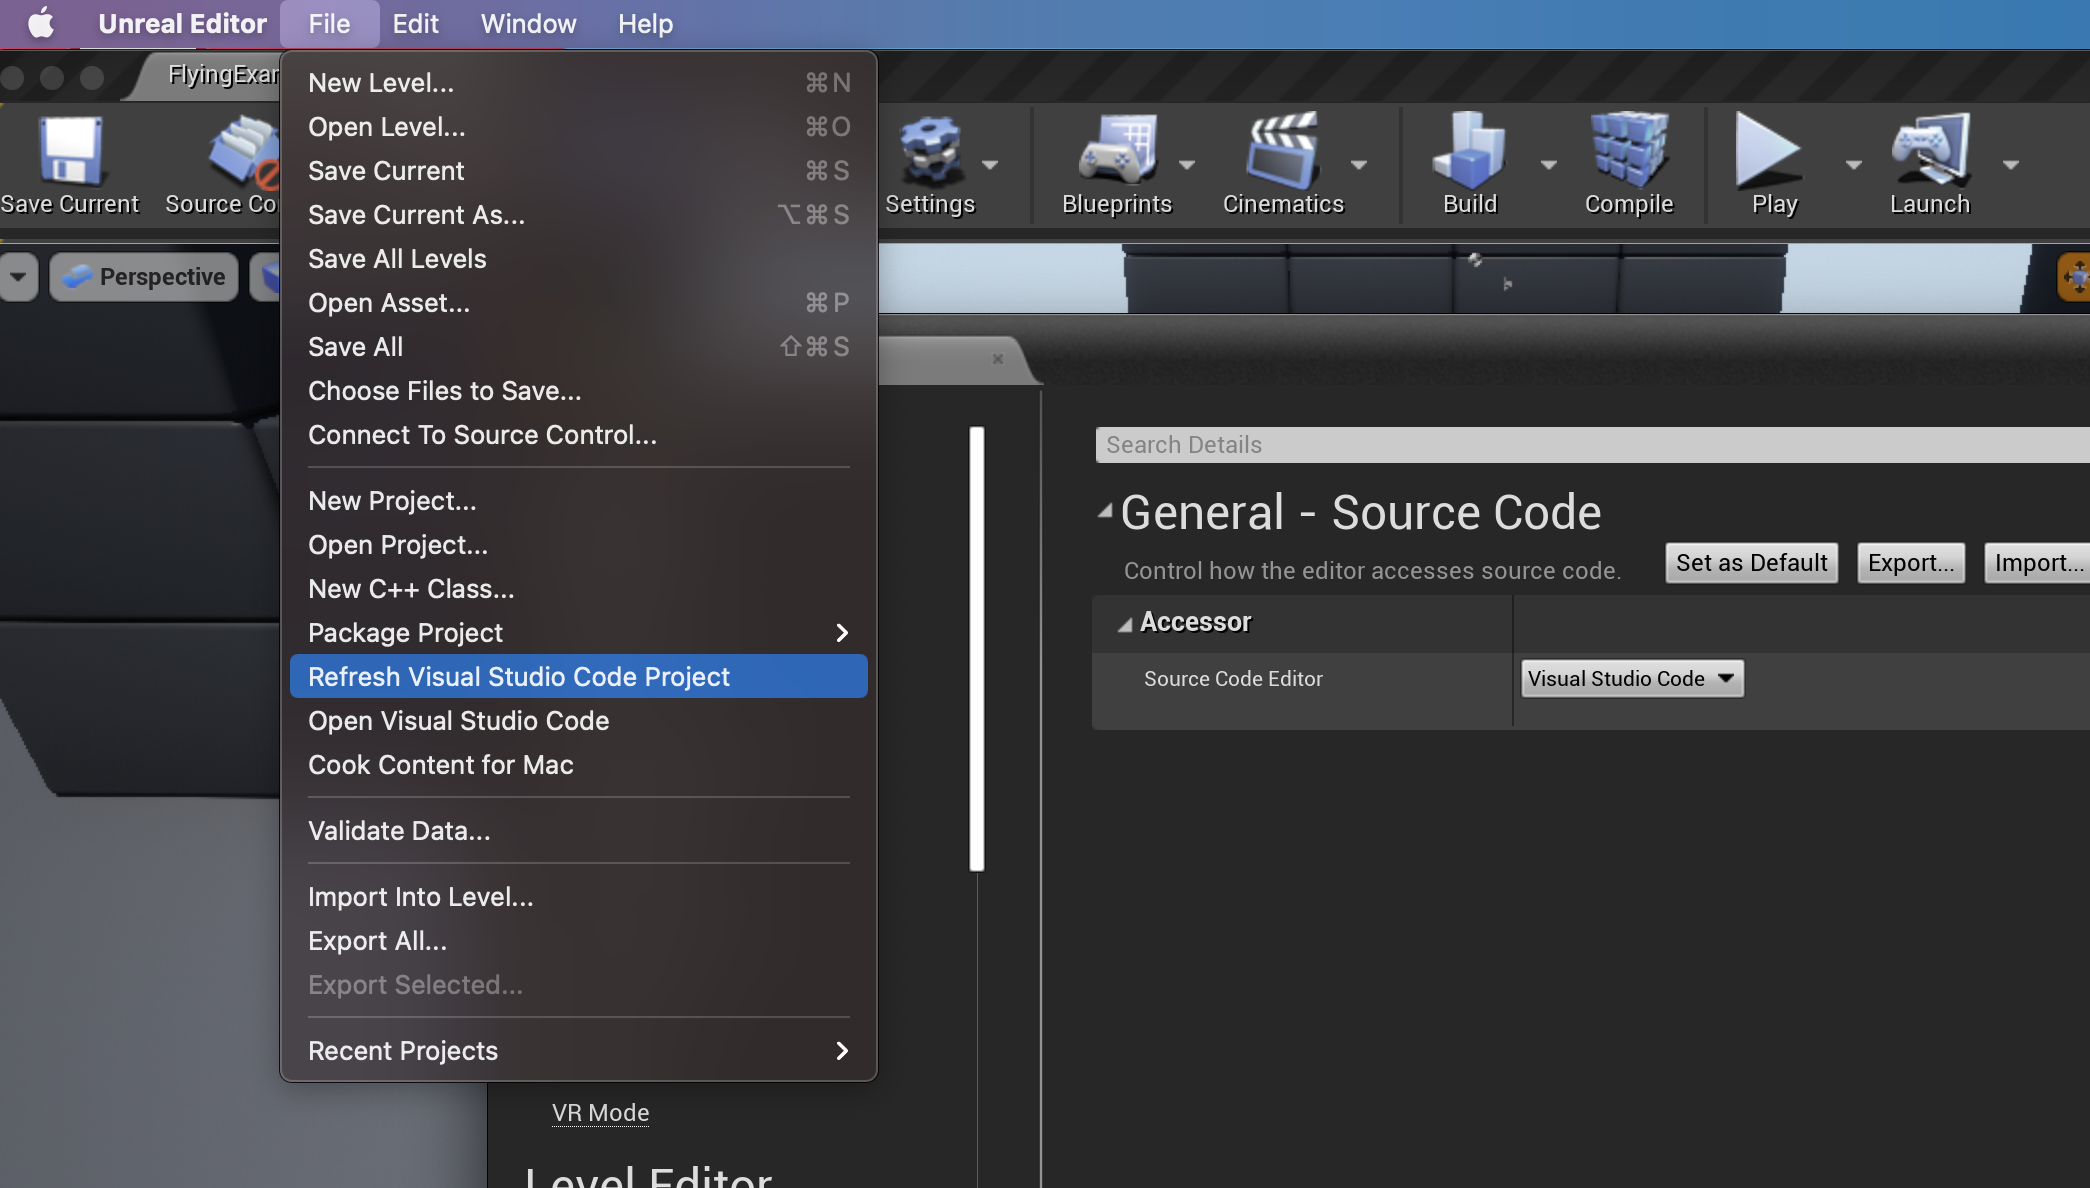 Unreal Editor File Edit Window Help
FlyingExa
New Level... ⌘N
Open Level... ⌘O
Save Current ⌘S
Save Current As... ⌥⌘S
Save All Levels
Open Asset... ⌘P
Save All ⇧⌘S
Choose Files to Save...
Connect To Source Control...
New Project...
Open Project...
New C++ Class...
Package Project
Refresh Visual Studio Code Project
Open Visual Studio Code
Cook Content for Mac
Validate Data...
Import Into Level...
Export All...
Export Selected...
Recent Projects
Save Current Source Co
Settings Blueprints Cinematics Build Compile Play Launch
Perspective
Search Details
General - Source Code
Control how the editor accesses source code.
Set as Default Export... Import...
Accessor
Source Code Editor Visual Studio Code
VR Mode
Level Editor